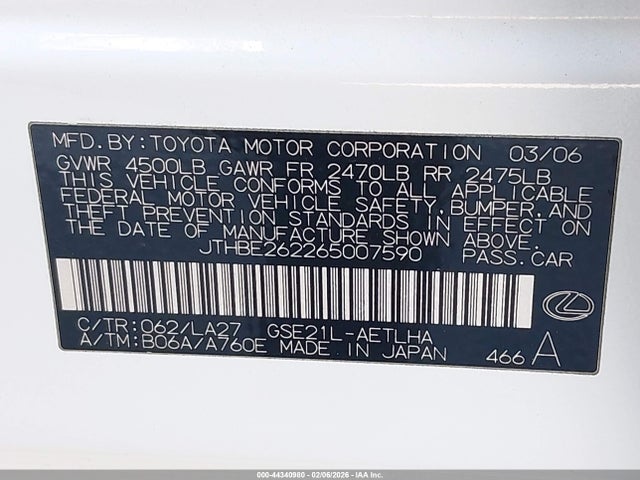 MFD.BY:TOYOTA MOTOR CORPORATION 03/06
GVWR 4500LB GAWR FR 2470LB RR 2475LB
THIS VEHICLE CONFORMS TO ALL APPLICABLE
FEDERAL MOTOR VEHICLE SAFETY,BUMPER,AND
THEFT PREVENTION STANDARDS IN EFFECT ON
THE DATE OF MANUFACTURE SHOWN ABOVE.
JTHBE262265007590 PASS.CAR
C/TR:062/LA27 GSE21L-AETLHA
A/TM:B06A/A760E MADE IN JAPAN 466 A
000-44340980 - 02/06/2026 - IAA Inc.